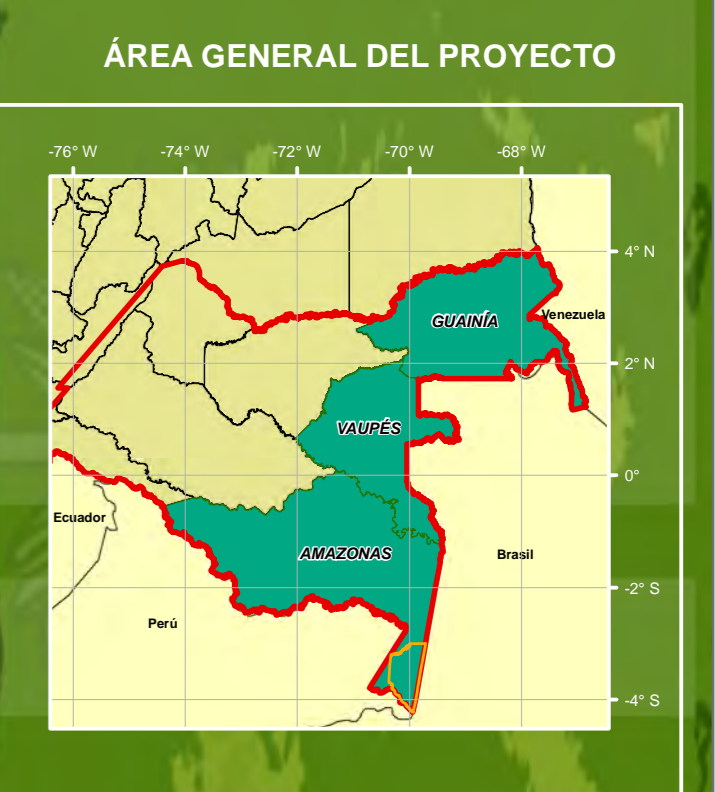 ÁREA GENERAL DEL PROYECTO
-76° W -74° W -72° W -70° W -68° W
4° N
GUAINÍA
Venezuela
2° N
VAUPÉS
0°
Ecuador
AMAZONAS
Brasil
-2° S
Perú
-4° S